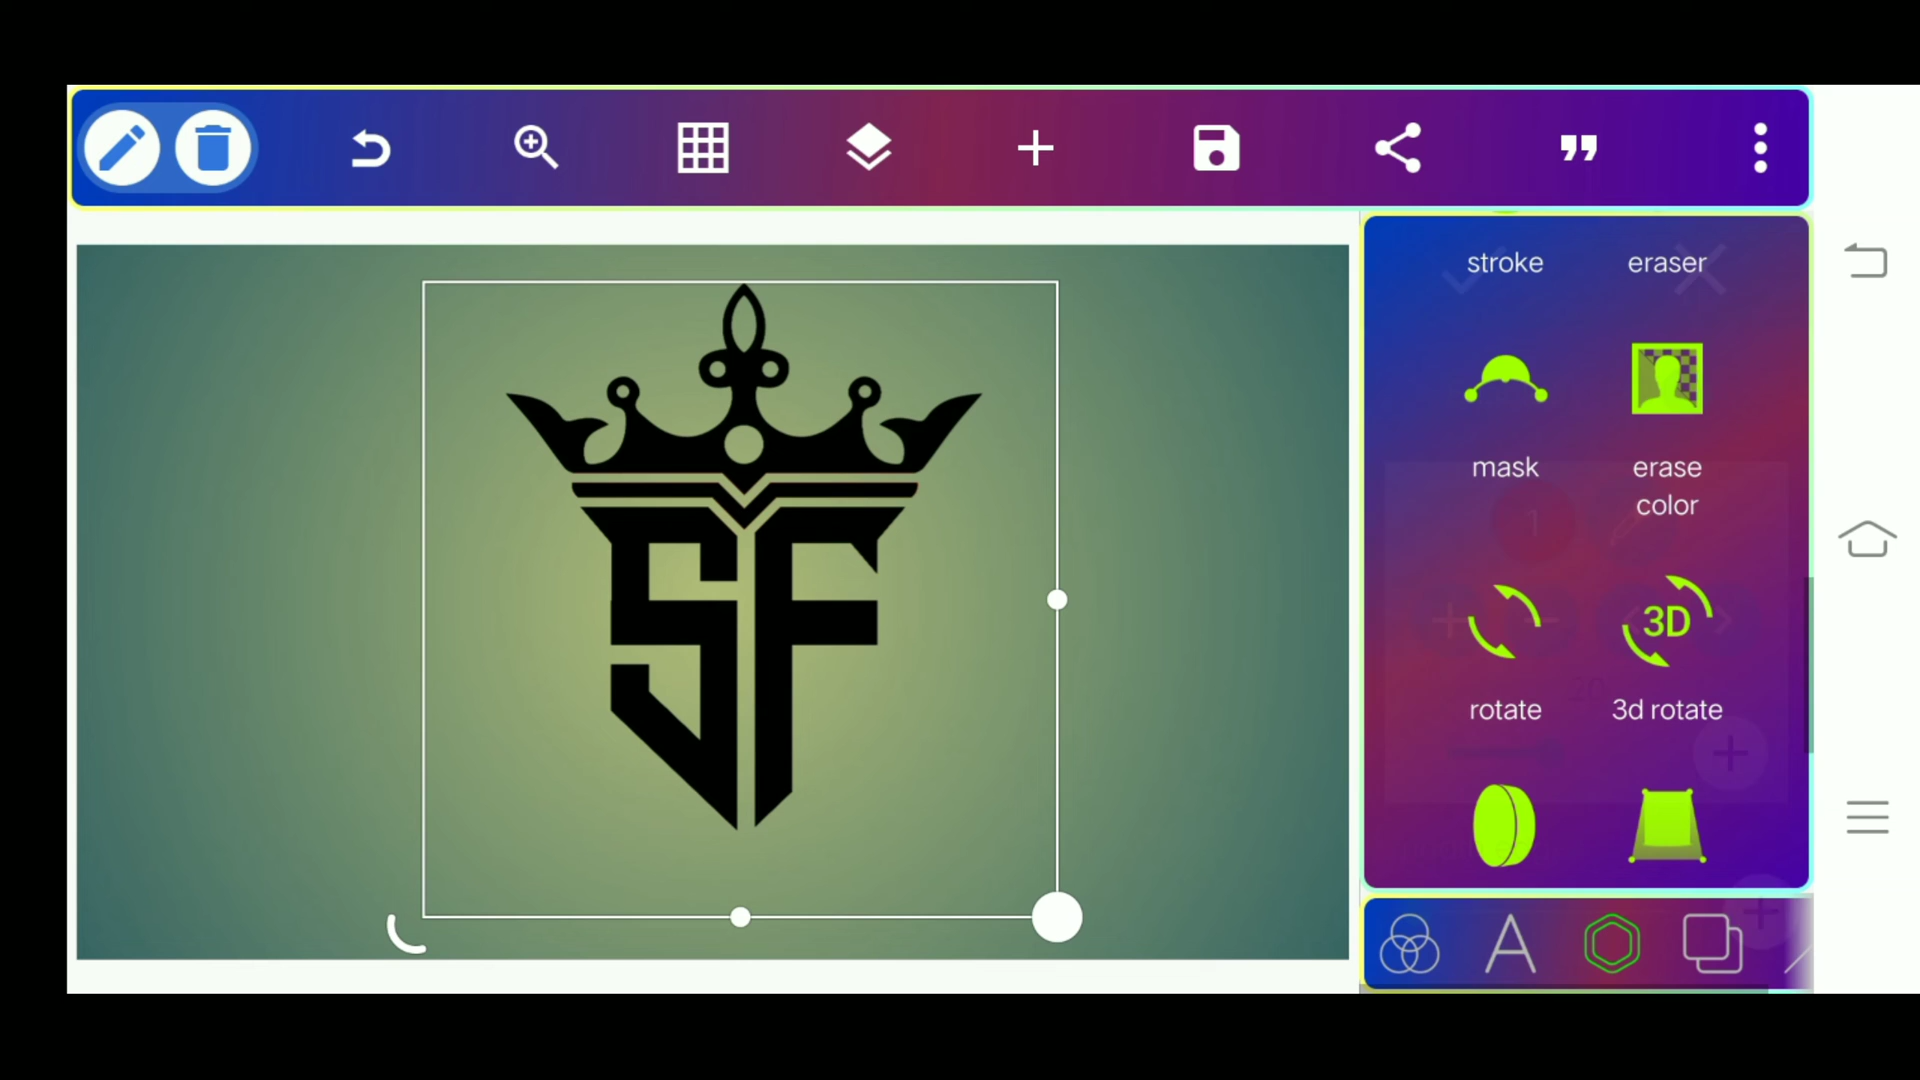 stroke eraser
mask erase
color
3D
rotate 3d rotate
SF
A